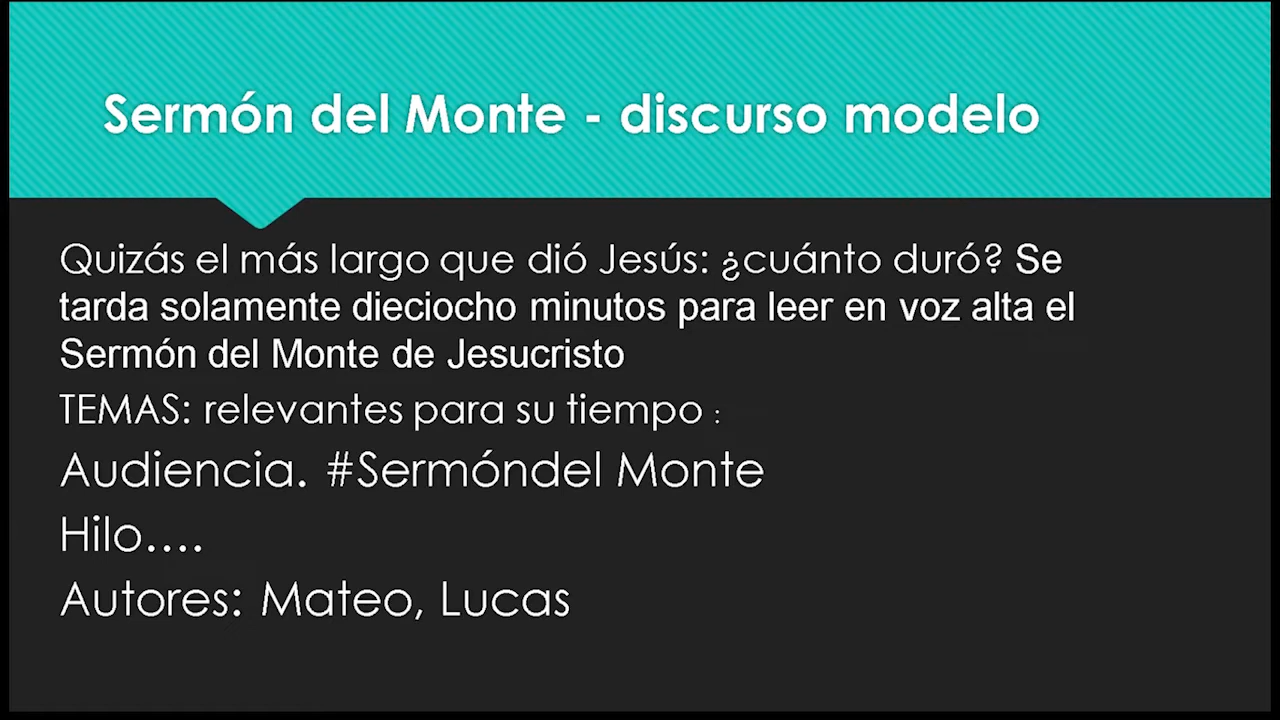 Sermón del Monte - discurso modelo
Quizás el más largo que dió Jesús: ¿cuánto duró? Se
tarda solamente dieciocho minutos para leer en voz alta el
Sermón del Monte de Jesucristo
TEMAS: relevantes para su tiempo :
Audiencia. #Sermóndel Monte
Hilo....
Autores: Mateo, Lucas